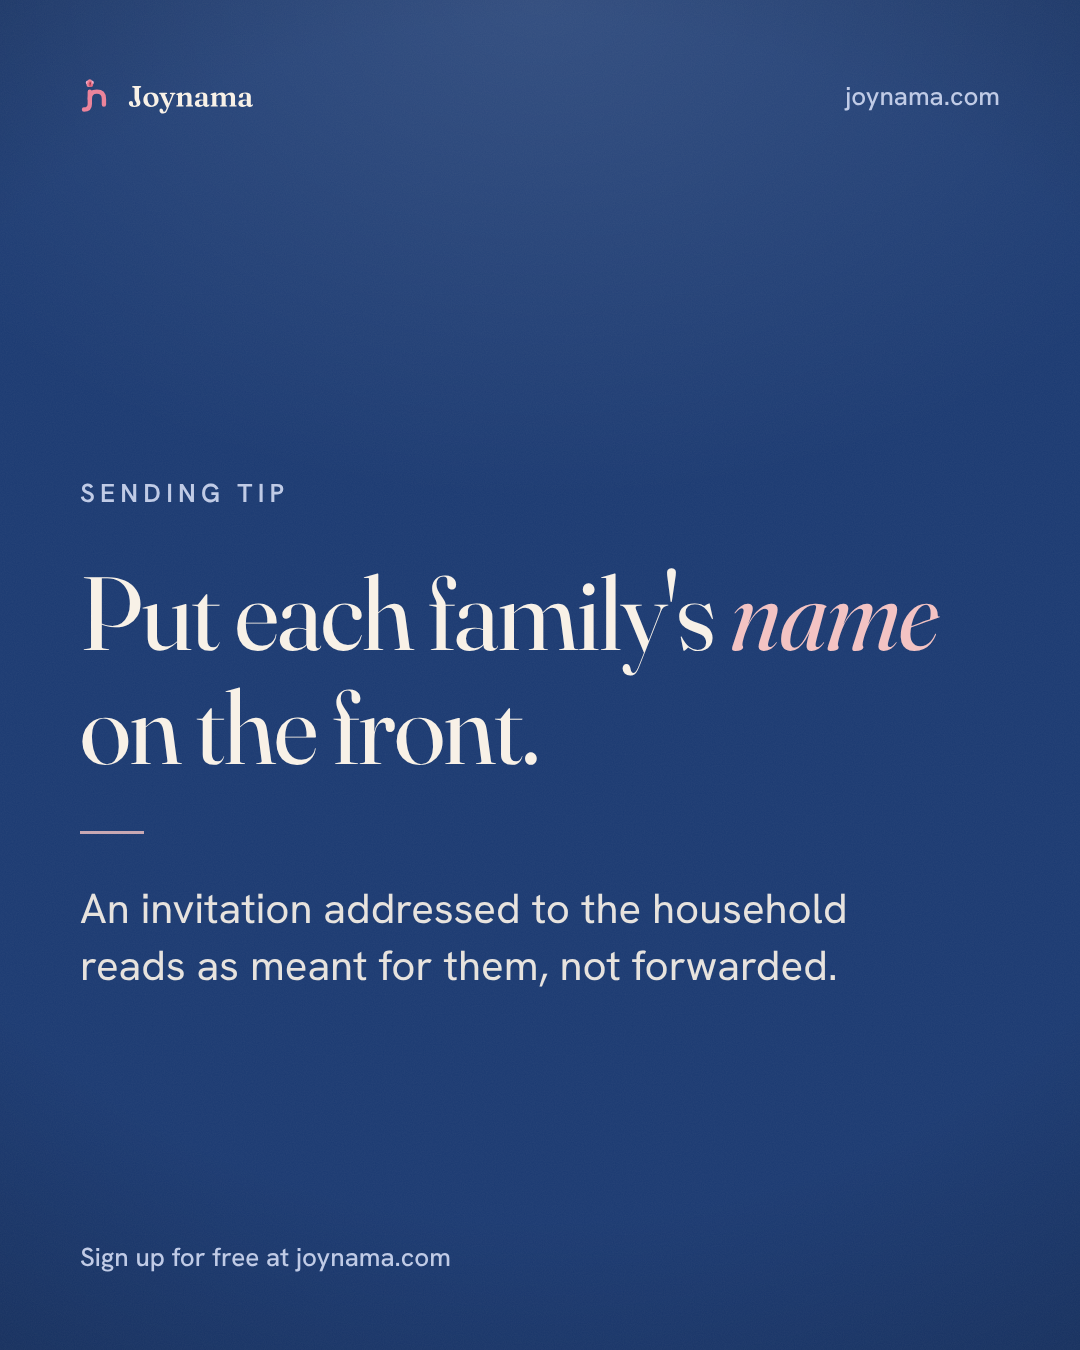 Joynama
joynama.com
SENDING TIP
Put each family's name
on the front.
An invitation addressed to the household
reads as meant for them, not forwarded.
Sign up for free at joynama.com